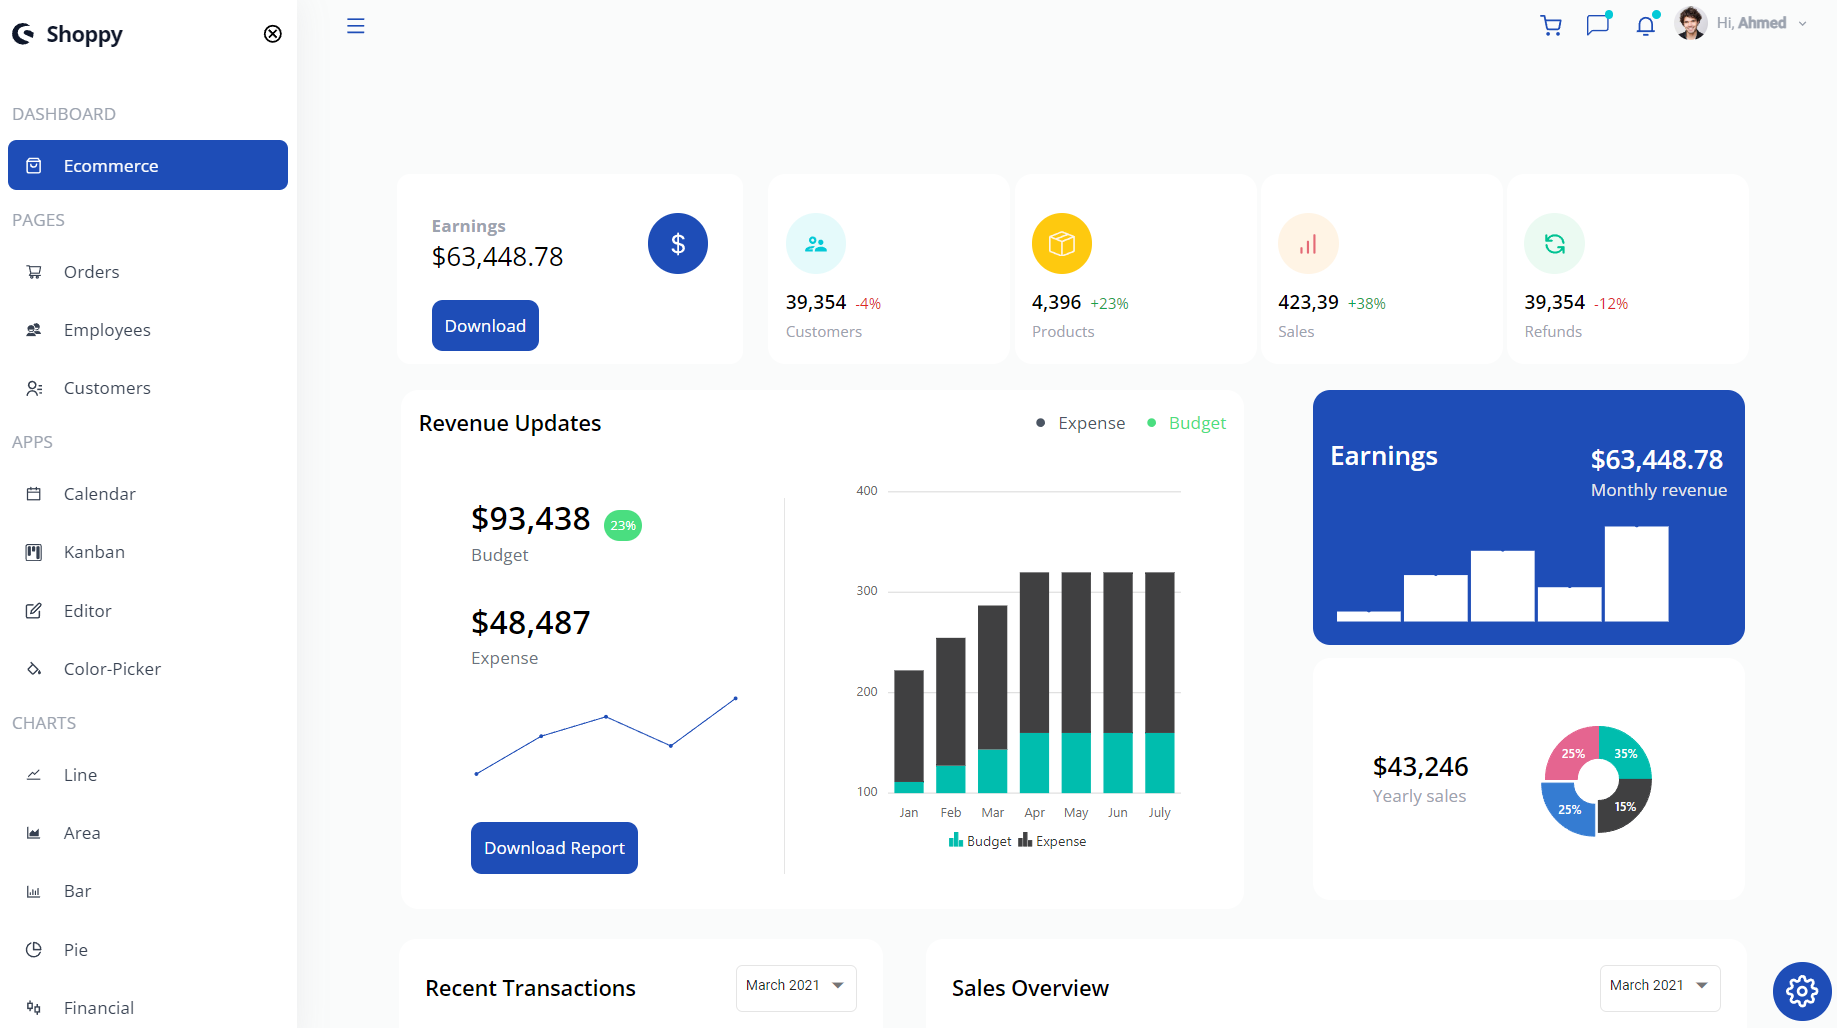 Shoppy
Hi, Ahmed
DASHBOARD
Ecommerce
PAGES
Orders
Employees
Customers
APPS
Calendar
Kanban
Editor
Color-Picker
CHARTS
Line
Area
Bar
Pie
Financial
Earnings
$63,448.78
$
Download
39,354 -4%
Customers
4,396 +23%
Products
423,39 +38%
Sales
39,354 -12%
Refunds
Revenue Updates
Expense Budget
$93,438 23%
Budget
$48,487
Expense
Download Report
400
300
200
100
Jan Feb Mar Apr May Jun July
Budget Expense
Earnings
$63,448.78
Monthly revenue
$43,246
Yearly sales
25% 35%
25% 15%
Recent Transactions
March 2021
Sales Overview
March 2021